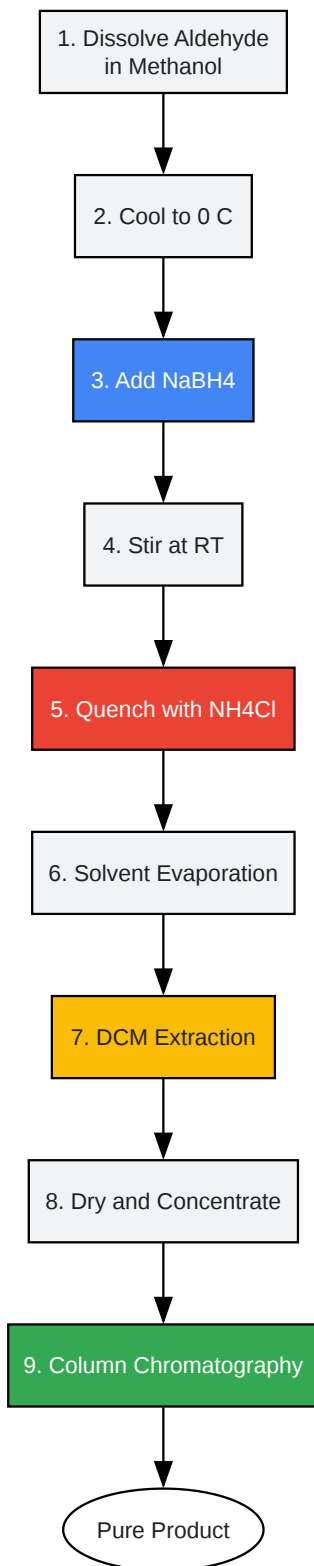 1. Dissolve Aldehyde
in Methanol
2. Cool to 0 C
3. Add NaBH4
4. Stir at RT
5. Quench with NH4Cl
6. Solvent Evaporation
7. DCM Extraction
8. Dry and Concentrate
9. Column Chromatography
Pure Product